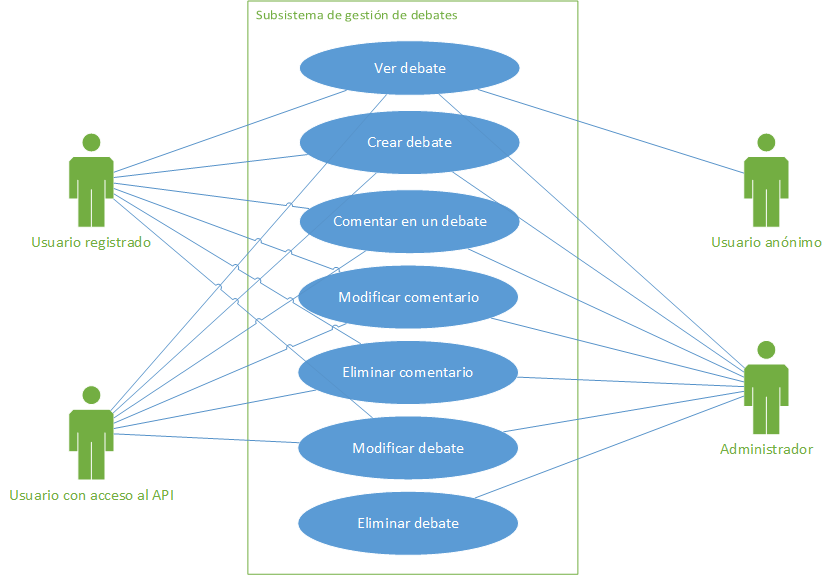 Subsistema de gestión de debates
Ver debate
Crear debate
Comentar en un debate
Modificar comentario
Eliminar comentario
Modificar debate
Eliminar debate
Usuario registrado
Usuario anónimo
Usuario con acceso al API
Administrador